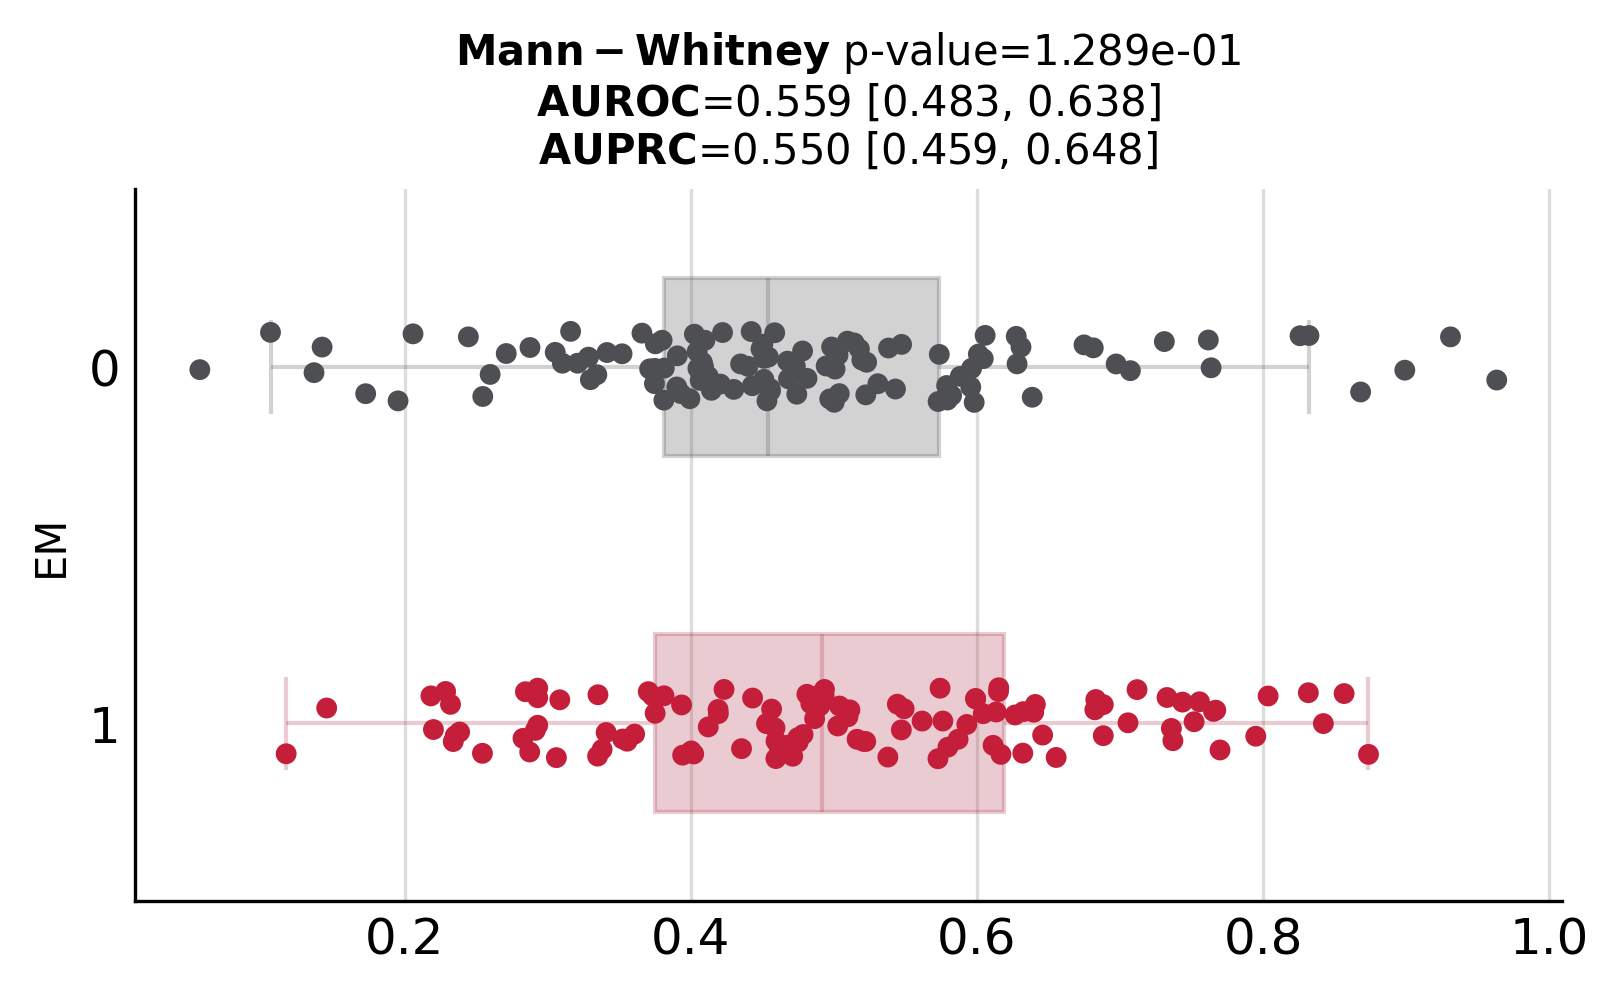 Mann−Whitney p-value=1.289e-01
AUROC=0.559 [0.483, 0.638]
AUPRC=0.550 [0.459, 0.648]
0
EM
1
0.2 0.4 0.6 0.8 1.0